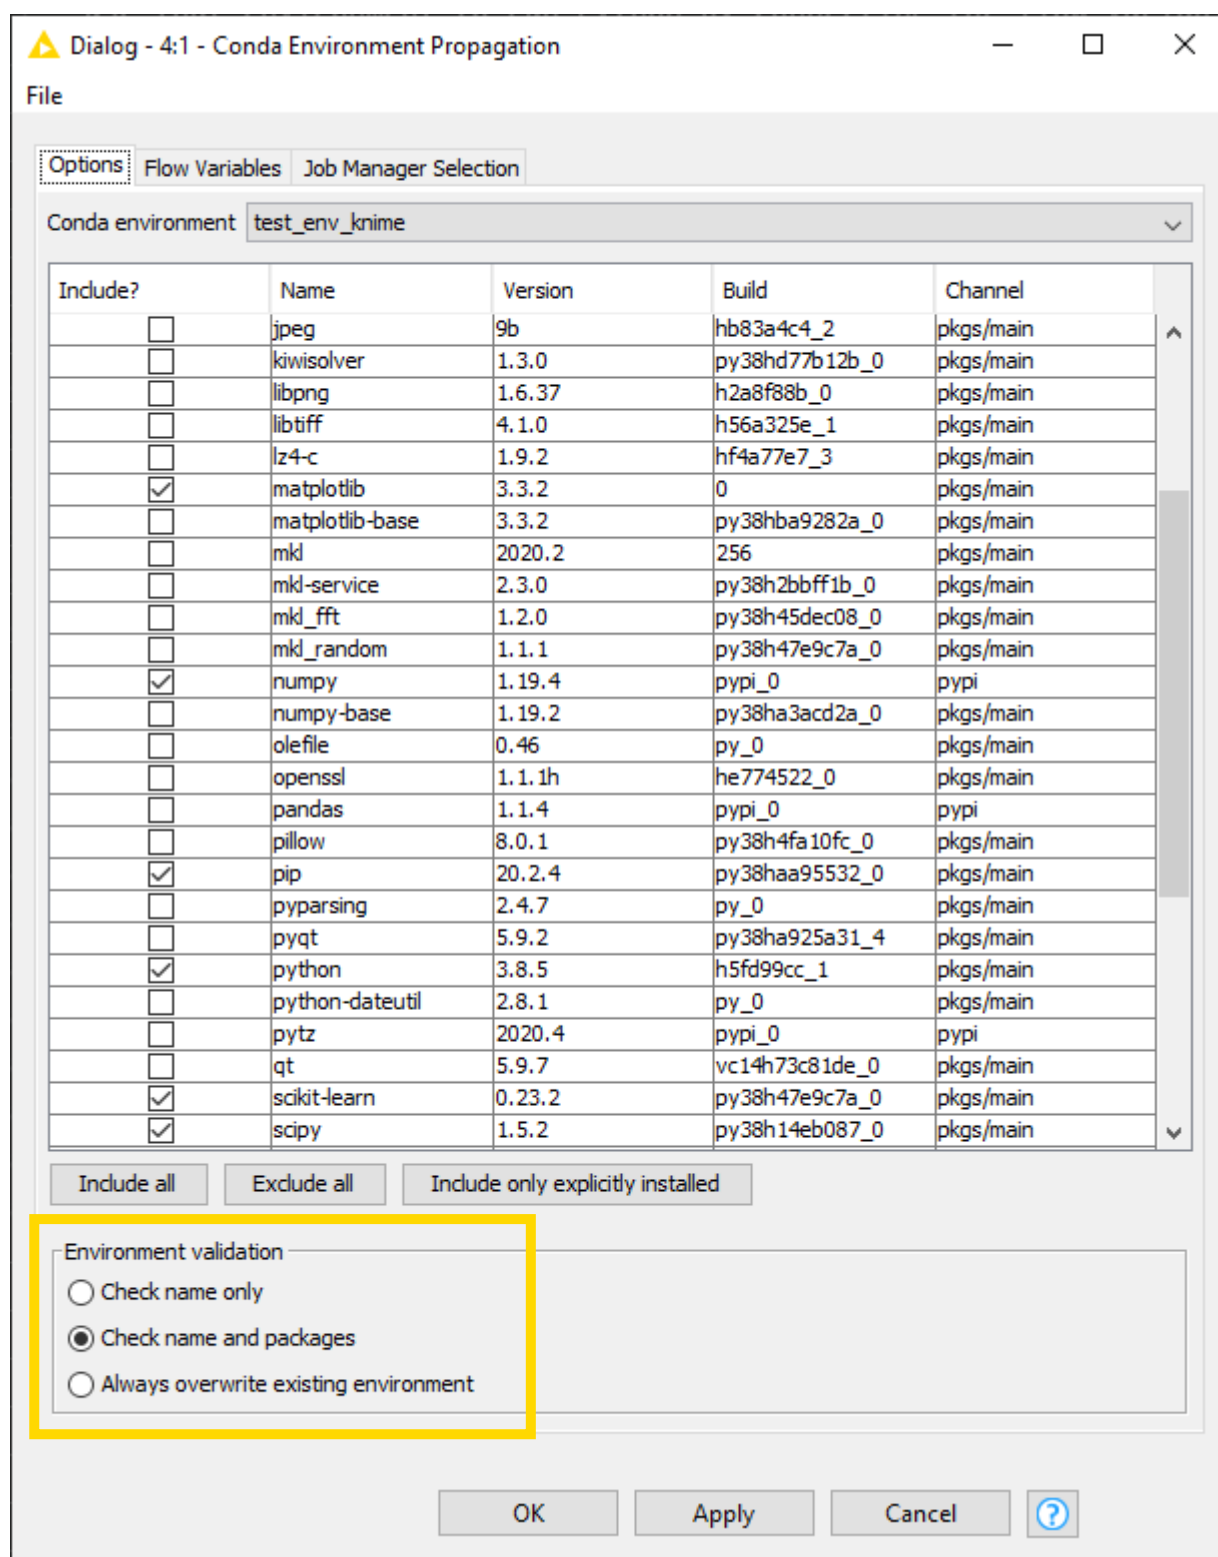 Dialog - 4:1 - Conda Environment Propagation
File
Options Flow Variables Job Manager Selection
Conda environment test_env_knime
Include? Name Version Build Channel
jpeg 9b hb83a4c4_2 pkgs/main
kiwisolver 1.3.0 py38hd77b12b_0 pkgs/main
libpng 1.6.37 h2a8f88b_0 pkgs/main
libtiff 4.1.0 h56a325e_1 pkgs/main
lz4-c 1.9.2 hf4a77e7_3 pkgs/main
matplotlib 3.3.2 0 pkgs/main
matplotlib-base 3.3.2 py38hba9282a_0 pkgs/main
mkl 2020.2 256 pkgs/main
mkl-service 2.3.0 py38h2bbff1b_0 pkgs/main
mkl_fft 1.2.0 py38h45dec08_0 pkgs/main
mkl_random 1.1.1 py38h47e9c7a_0 pkgs/main
numpy 1.19.4 pypi_0 pypi
numpy-base 1.19.2 py38ha3acd2a_0 pkgs/main
olefile 0.46 py_0 pkgs/main
openssl 1.1.1h he774522_0 pkgs/main
pandas 1.1.4 pypi_0 pypi
pillow 8.0.1 py38h4fa10fc_0 pkgs/main
pip 20.2.4 py38haa95532_0 pkgs/main
pyparsing 2.4.7 py_0 pkgs/main
pyqt 5.9.2 py38ha925a31_4 pkgs/main
python 3.8.5 h5fd99cc_1 pkgs/main
python-dateutil 2.8.1 py_0 pkgs/main
pytz 2020.4 pypi_0 pypi
qt 5.9.7 vc14h73c81de_0 pkgs/main
scikit-learn 0.23.2 py38h47e9c7a_0 pkgs/main
scipy 1.5.2 py38h14eb087_0 pkgs/main
Include all Exclude all Include only explicitly installed
Environment validation
Check name only
Check name and packages
Always overwrite existing environment
OK Apply Cancel ?